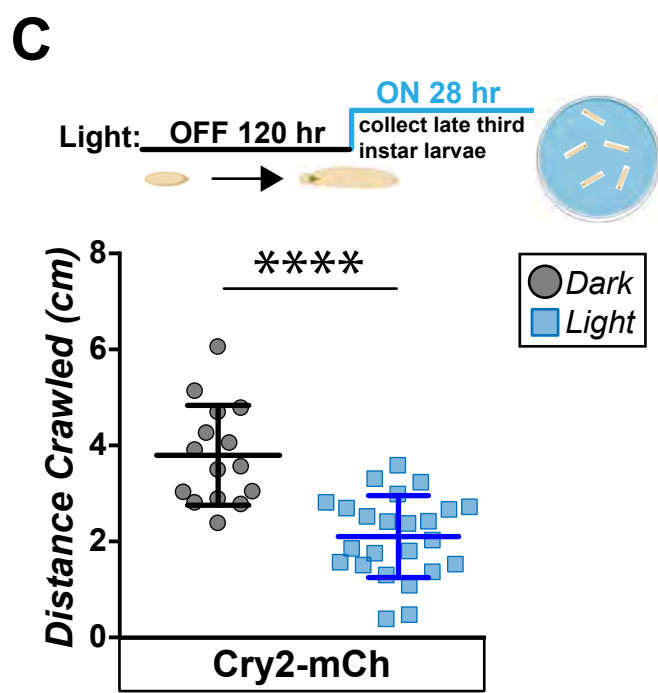 C
ON 28 hr
Light: OFF 120 hr
collect late third
instar larvae
8
6
4
2
0
Distance Crawled (cm)
****
Dark
Light
Cry2-mCh